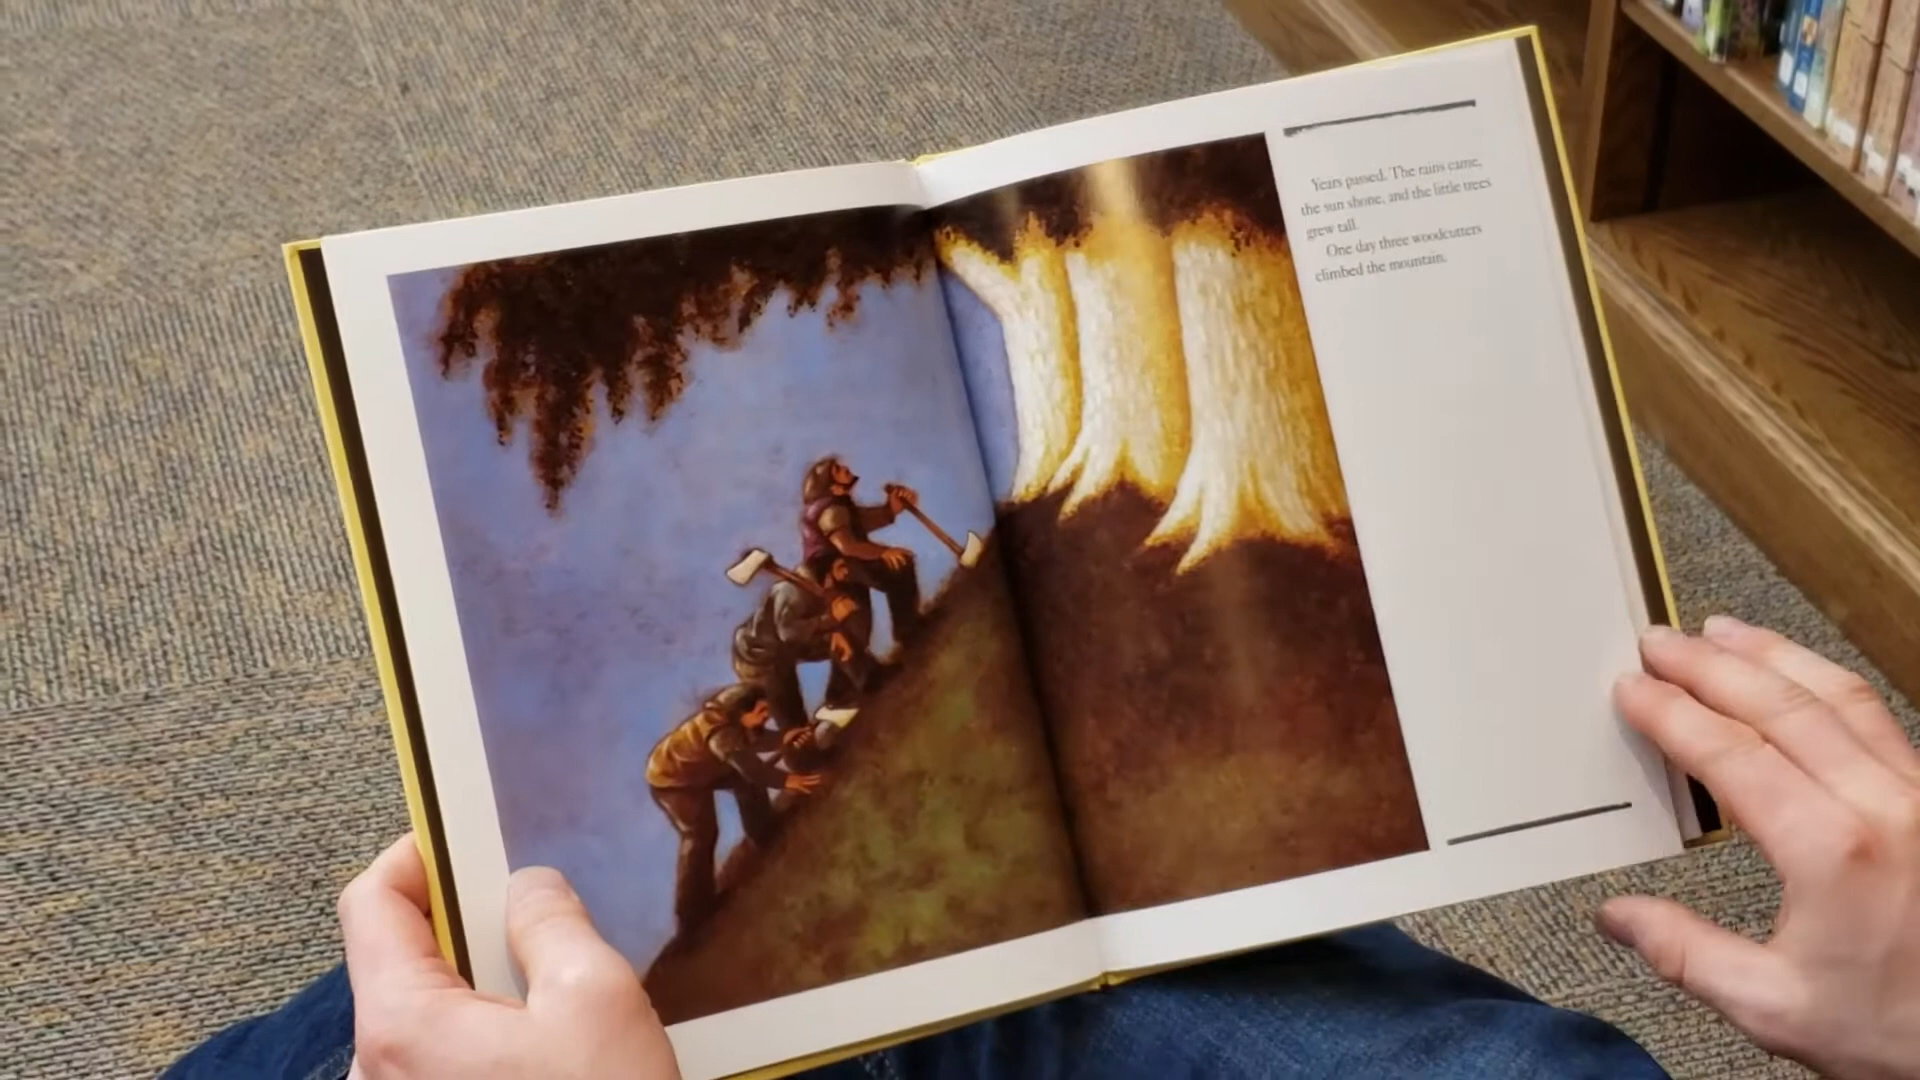 Years passed. The rains came,
the sun shone, and the little trees
grew tall.
One day three woodcutters
climbed the mountain.